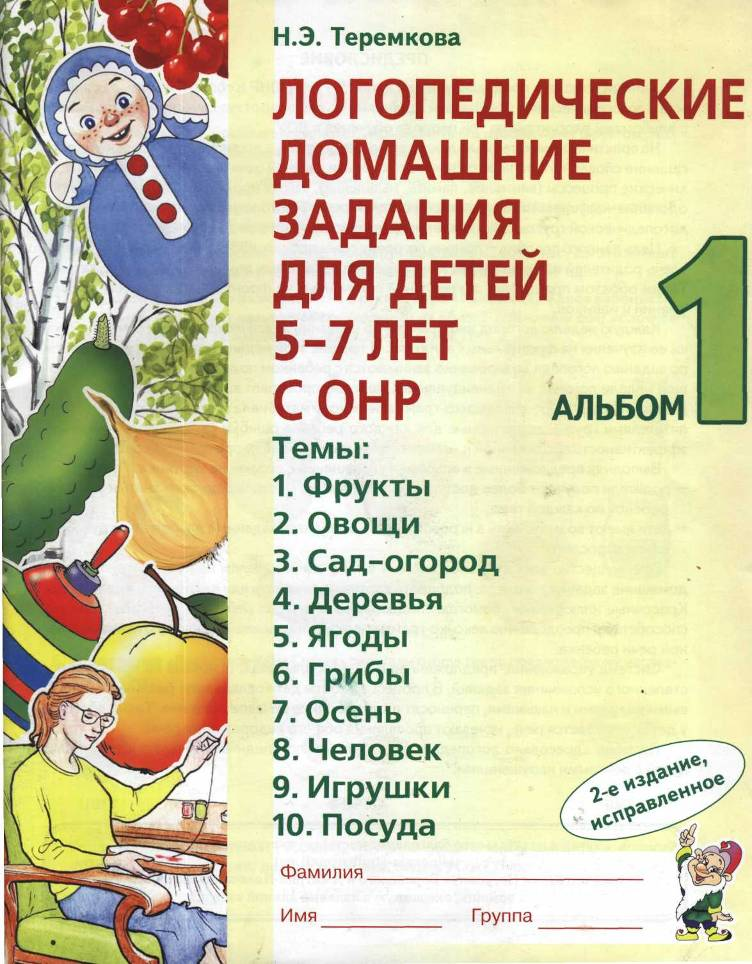 Н.Э. Теремкова
ЛОГОПЕДИЧЕСКИЕ
ДОМАШНИЕ
ЗАДАНИЯ
ДЛЯ ДЕТЕЙ
5-7 ЛЕТ
С ОНР
АЛЬБОМ 1
Темы:
1. Фрукты
2. Овощи
3. Сад-огород
4. Деревья
5. Ягоды
6. Грибы
7. Осень
8. Человек
9. Игрушки
10. Посуда
2-е издание,
исправленное
Фамилия
Имя Группа